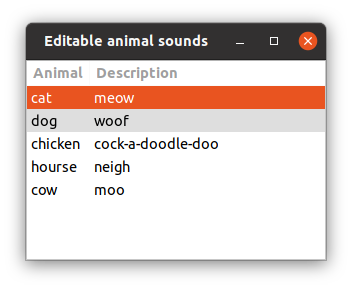 Editable animal sounds
Animal Description
cat meow
dog woof
chicken cock-a-doodle-doo
hourse neigh
cow moo